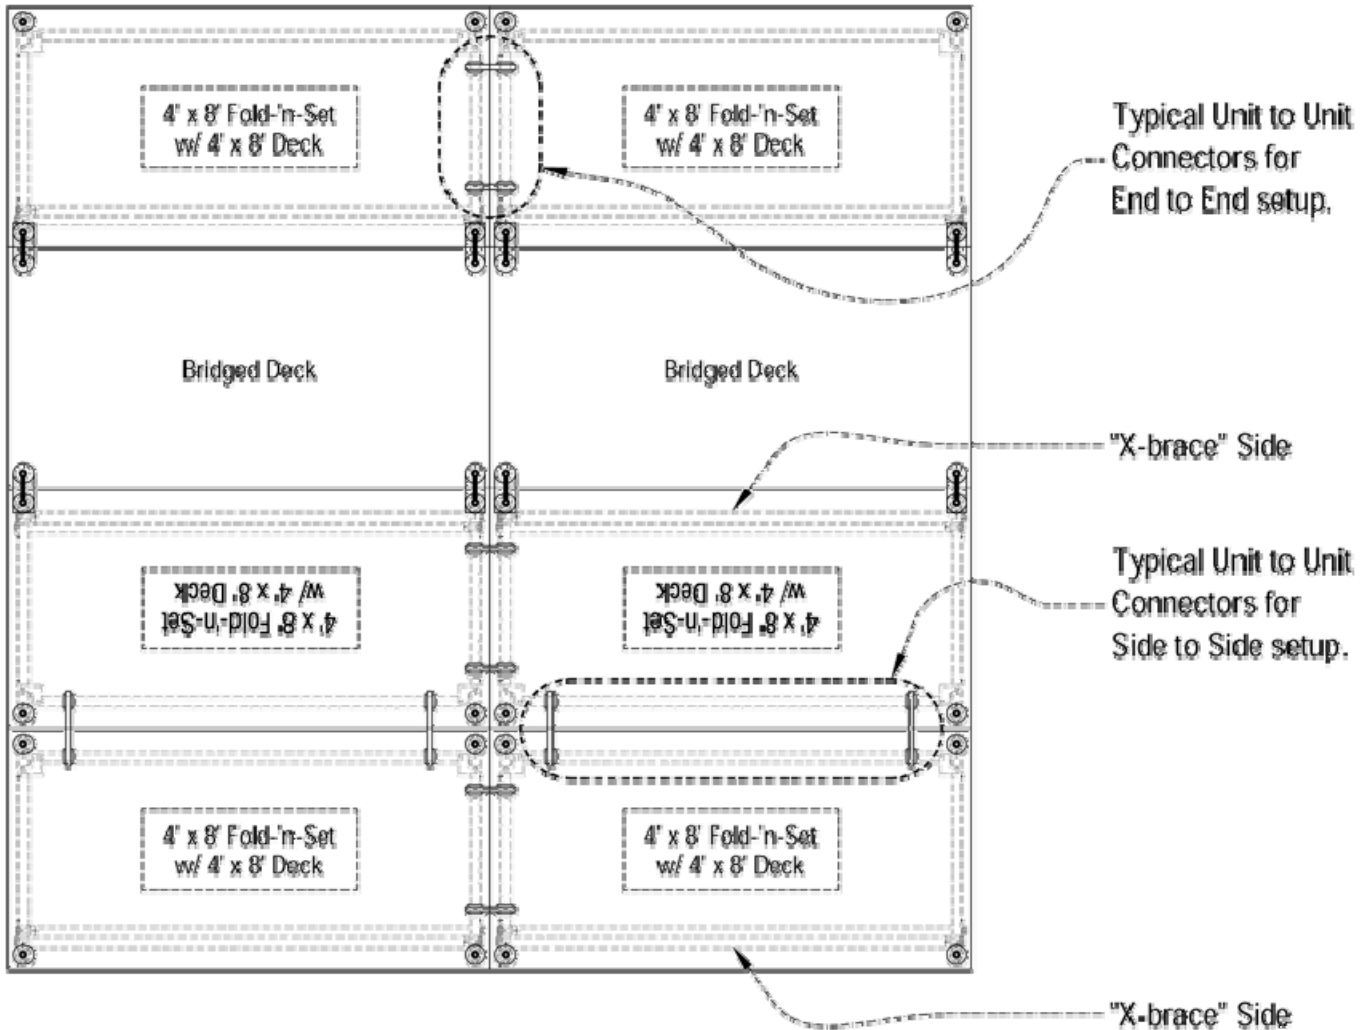 4' x 8' Fold-'n-Set
w/ 4' x 8' Deck
4' x 8' Fold-'n-Set
w/ 4' x 8' Deck
Typical Unit to Unit
Connectors for
End to End setup.
Bridged Deck
Bridged Deck
"X-brace" Side
4' x 8' Fold-'n-Set
w/ 4' x 8' Deck
4' x 8' Fold-'n-Set
w/ 4' x 8' Deck
Typical Unit to Unit
Connectors for
Side to Side setup.
4' x 8' Fold-'n-Set
w/ 4' x 8' Deck
4' x 8' Fold-'n-Set
w/ 4' x 8' Deck
"X-brace" Side